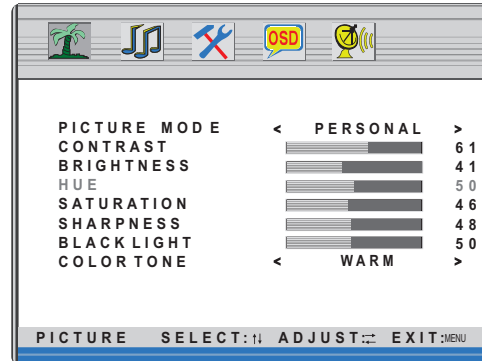 OSD
PICTURE MODE < PERSONAL >
CONTRAST 61
BRIGHTNESS 41
HUE 50
SATURATION 46
SHARPNESS 48
BLACK LIGHT 50
COLOR TONE < WARM >
PICTURE SELECT:↑↓ ADJUST:⇄ EXIT:MENU